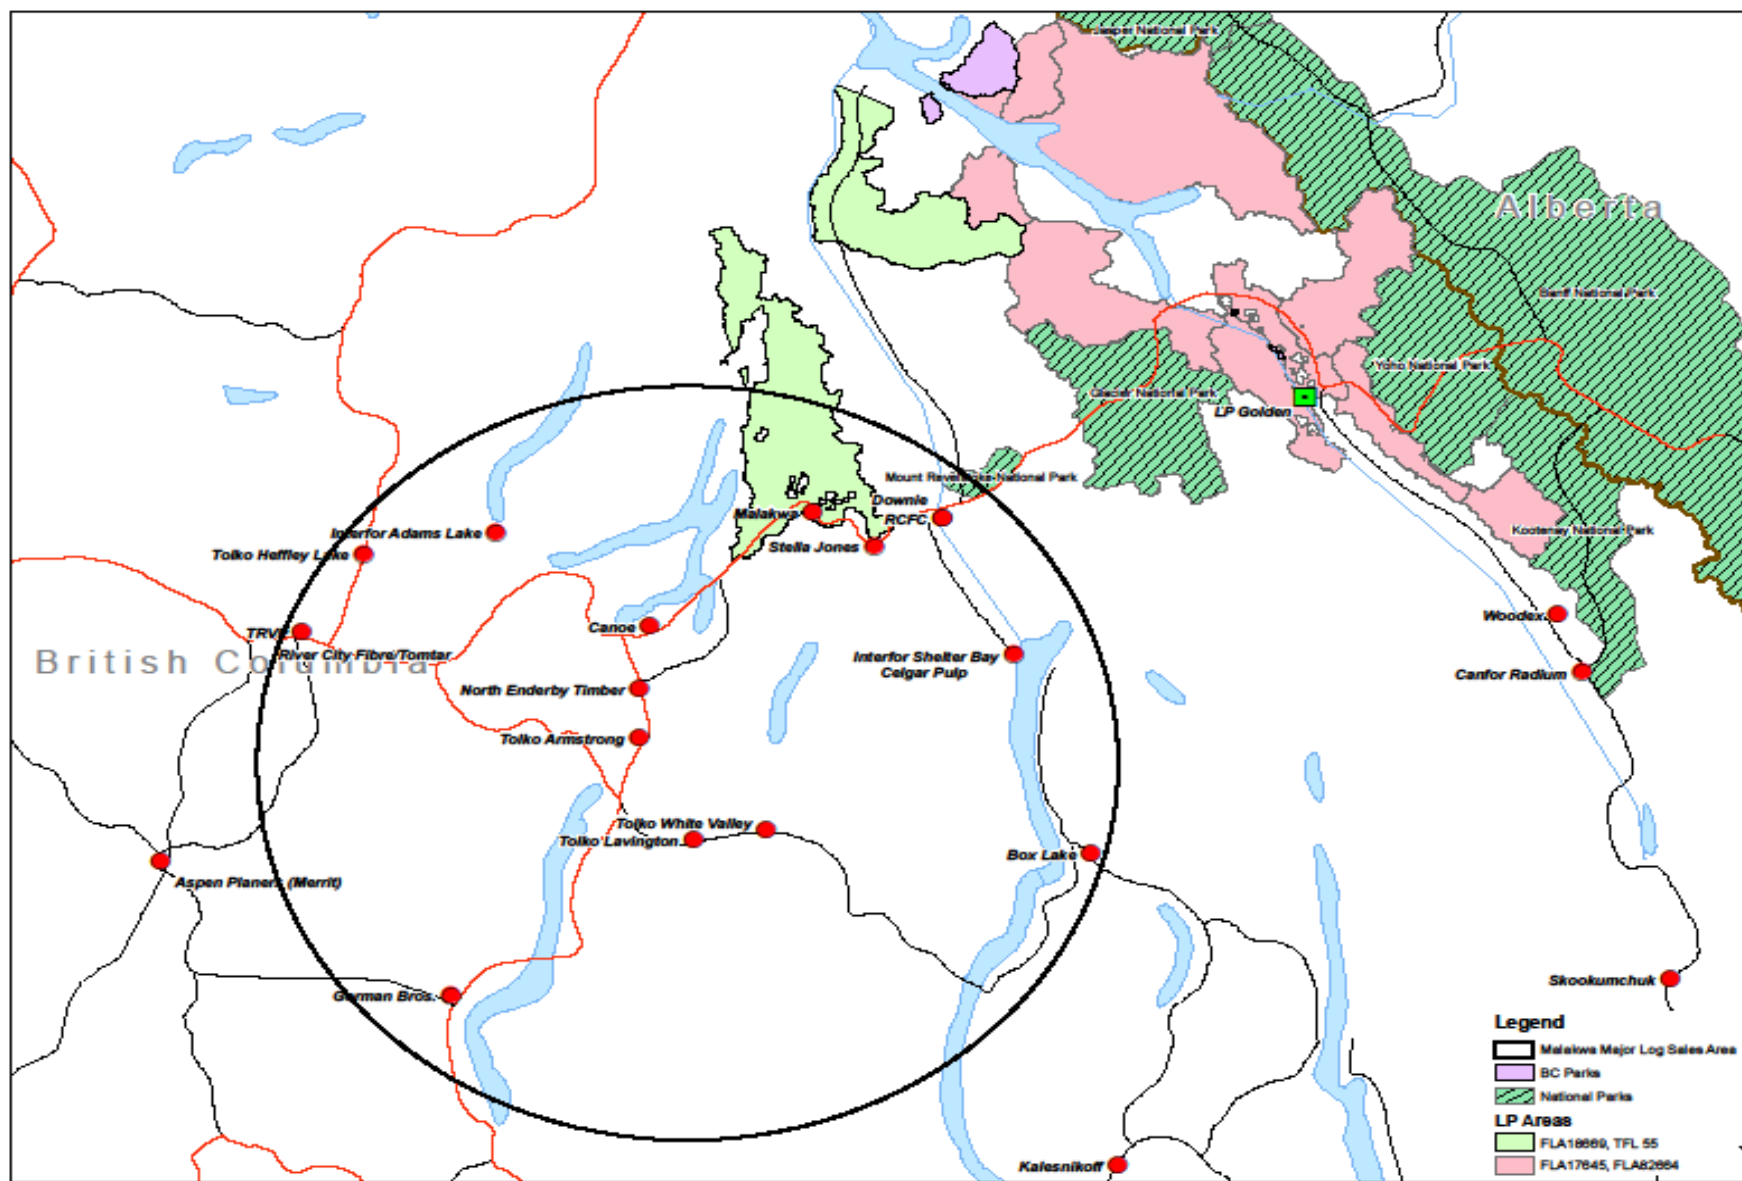 Jasper National Park
Alberta
Banff National Park
Yoho National Park
Glacier National Park
LP Golden
Mount Revelstoke National Park
Downie
RCFC
Malakwa
Interfor Adams Lake
Tolko Heffley Lake
Stella Jones
Kootenay National Park
Woodex
Canoe
TRVP
River City Fibre/Tomtar
British Columbia
Interfor Shelter Bay
Celgar Pulp
Canfor Radium
North Enderby Timber
Tolko Armstrong
Tolko White Valley
Tolko Lavington
Box Lake
Aspen Planers (Merrit)
Gorman Bros.
Skookumchuk
Kalesnikoff
Legend
Malakwa Major Log Sales Area
BC Parks
National Parks
LP Areas
FLA18669, TFL 55
FLA17645, FLA82664